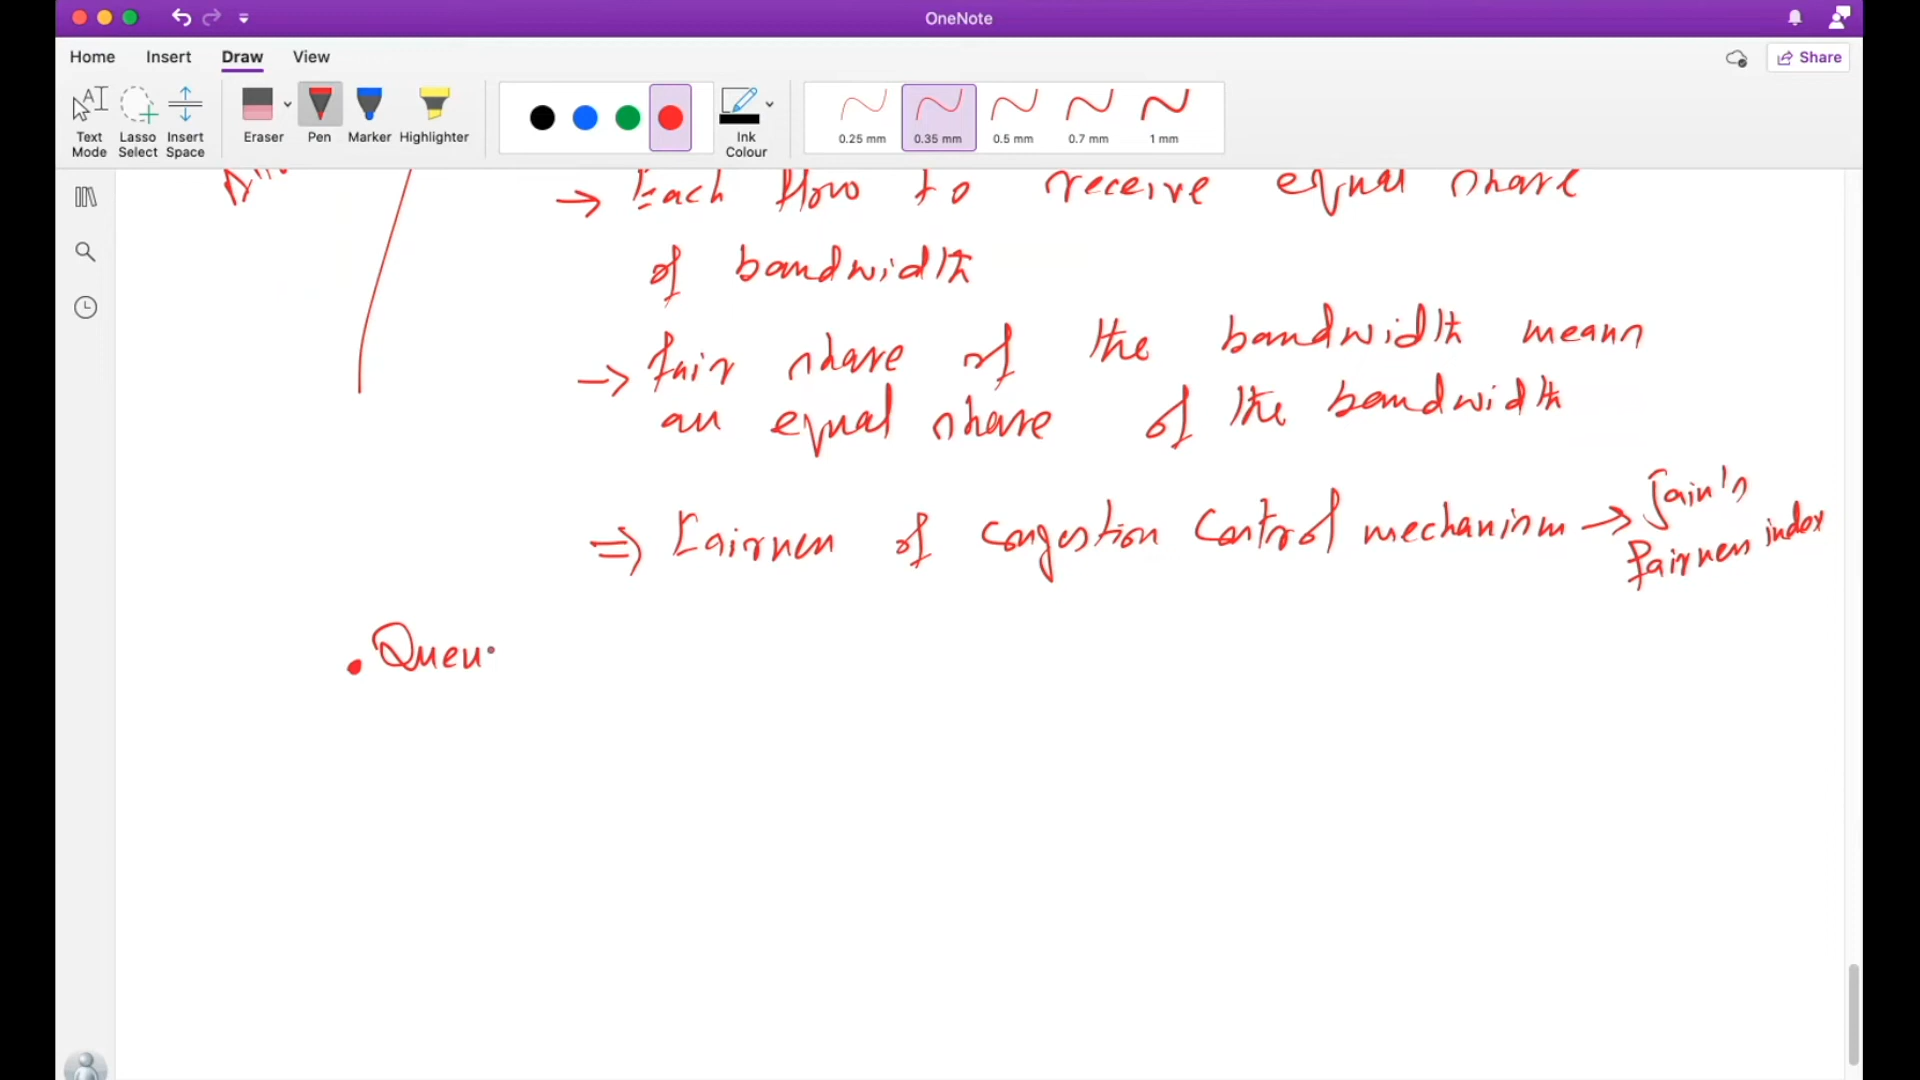 OneNote
Home Insert Draw View
Share
Text Mode
Lasso Select
Insert Space
Eraser
Pen
Marker
Highlighter
Ink Colour
0.25 mm
0.35 mm
0.5 mm
0.7 mm
1 mm
→ Each flow to receive equal share
of bandwidth
→ fair share of the bandwidth means
an equal share of the bandwidth
⇒ Fairness of congestion control mechanism → Jain's
fairness index
• Queu